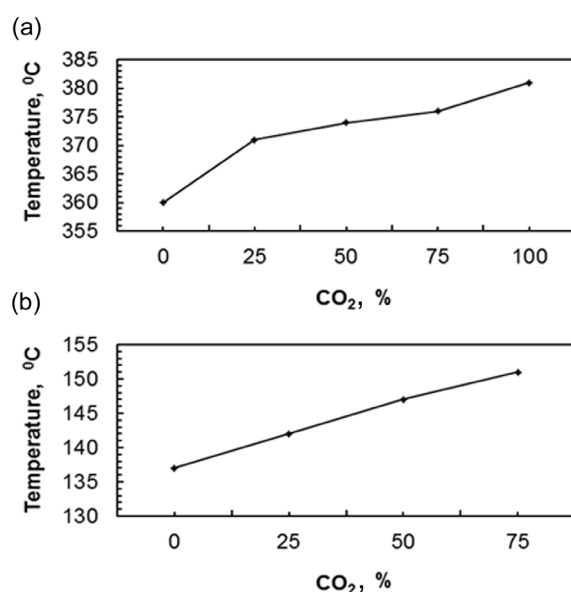 (a)
Temperature, ⁰C
385
380
375
370
365
360
355
0 25 50 75 100
CO₂, %
(b)
Temperature, ⁰C
155
150
145
140
135
130
0 25 50 75
CO₂, %